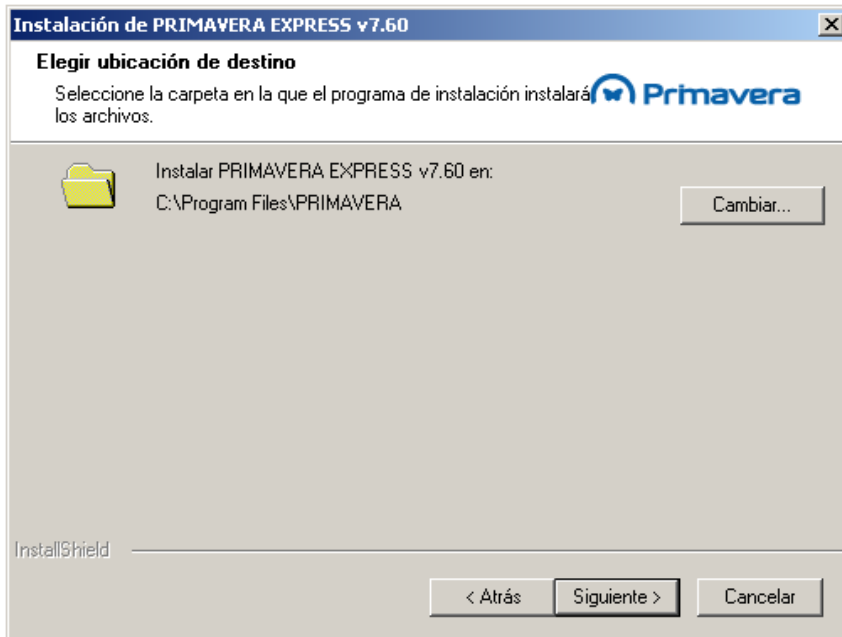 Instalación de PRIMAVERA EXPRESS v7.60
Elegir ubicación de destino
Seleccione la carpeta en la que el programa de instalación instalará
los archivos.
Primavera
Instalar PRIMAVERA EXPRESS v7.60 en:
C:\Program Files\PRIMAVERA
Cambiar...
InstallShield
< Atrás
Siguiente >
Cancelar